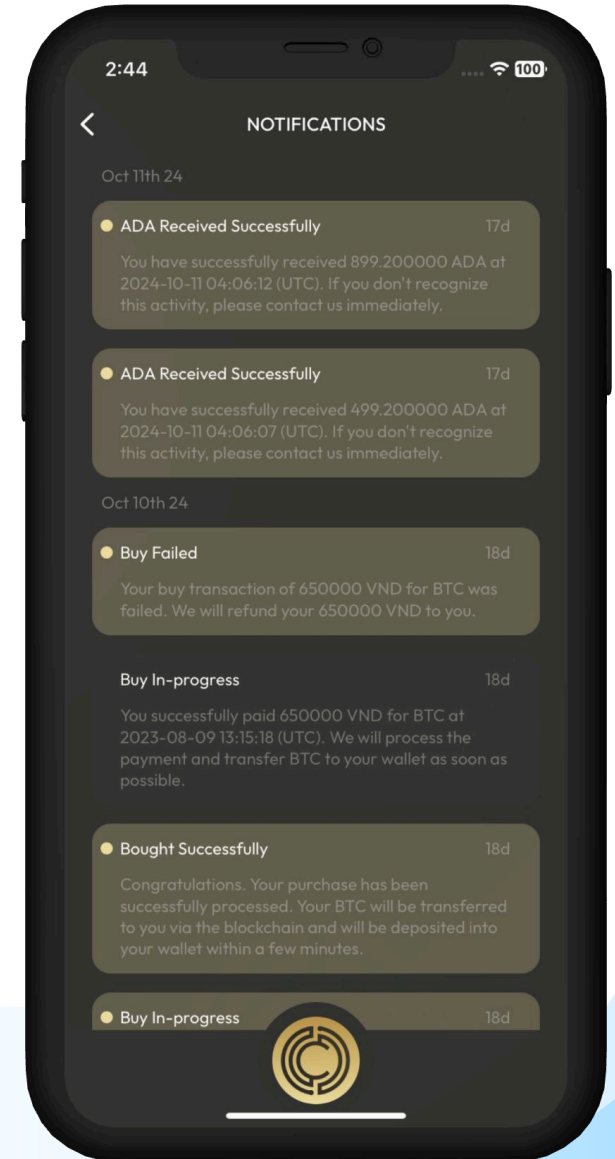 2:44
100
NOTIFICATIONS
Oct 11th 24
ADA Received Successfully 17d
You have successfully received 899.200000 ADA at
2024-10-11 04:06:12 (UTC). If you don't recognize
this activity, please contact us immediately.
ADA Received Successfully 17d
You have successfully received 499.200000 ADA at
2024-10-11 04:06:07 (UTC). If you don't recognize
this activity, please contact us immediately.
Oct 10th 24
Buy Failed 18d
Your buy transaction of 650000 VND for BTC was
failed. We will refund your 650000 VND to you.
Buy In-progress 18d
You successfully paid 650000 VND for BTC at
2023-08-09 13:15:18 (UTC). We will process the
payment and transfer BTC to your wallet as soon as
possible.
Bought Successfully 18d
Congratulations. Your purchase has been
successfully processed. Your BTC will be transferred
to you via the blockchain and will be deposited into
your wallet within a few minutes.
Buy In-progress 18d